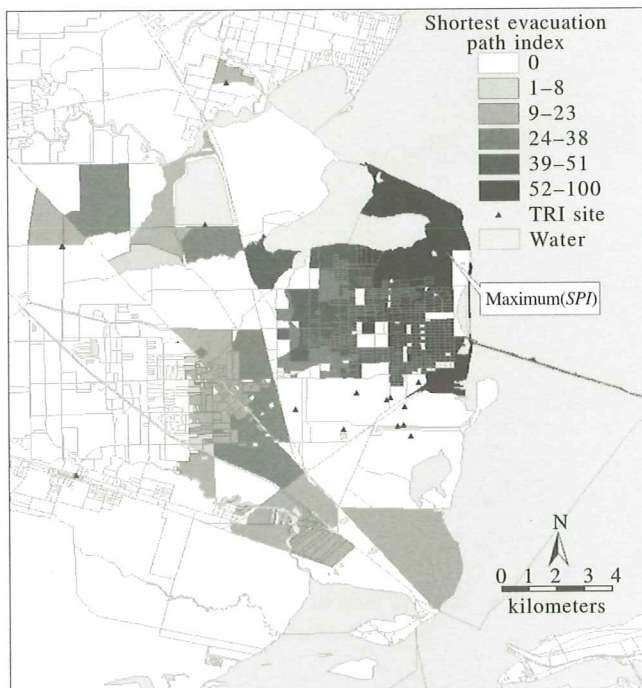 Shortest evacuation
path index
0
1–8
9–23
24–38
39–51
52–100
TRI site
Water
Maximum(SPI)
N
0 1 2 3 4
kilometers